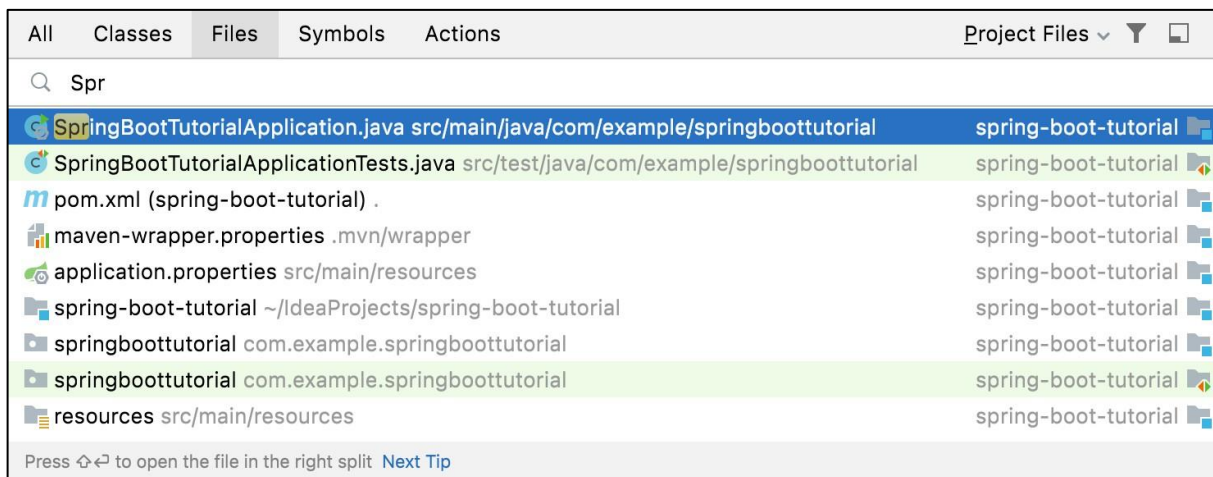 All Classes Files Symbols Actions Project Files
Spr
SpringBootTutorialApplication.java src/main/java/com/example/springboottutorial spring-boot-tutorial
SpringBootTutorialApplicationTests.java src/test/java/com/example/springboottutorial spring-boot-tutorial
pom.xml (spring-boot-tutorial) . spring-boot-tutorial
maven-wrapper.properties .mvn/wrapper spring-boot-tutorial
application.properties src/main/resources spring-boot-tutorial
spring-boot-tutorial ~/IdeaProjects/spring-boot-tutorial spring-boot-tutorial
springboottutorial com.example.springboottutorial spring-boot-tutorial
springboottutorial com.example.springboottutorial spring-boot-tutorial
resources src/main/resources spring-boot-tutorial
Press ⇧⏎ to open the file in the right split Next Tip